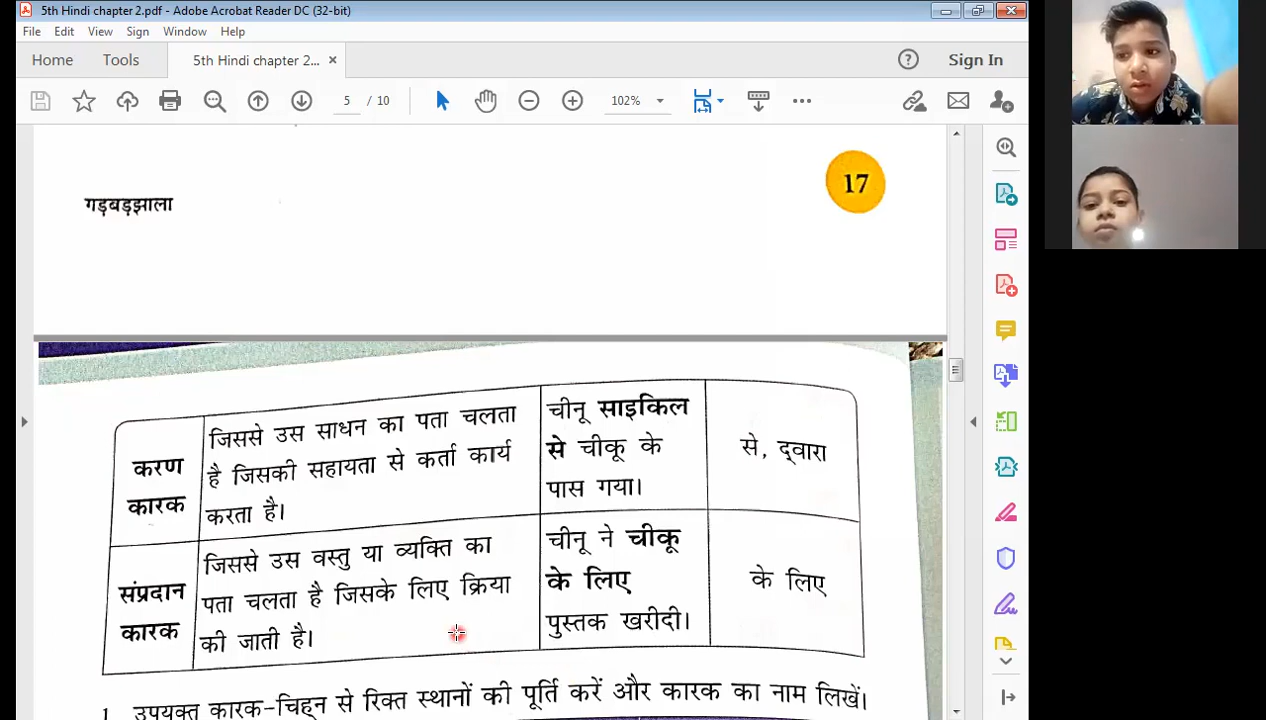 5th Hindi chapter 2.pdf - Adobe Acrobat Reader DC (32-bit)
File Edit View Sign Window Help
Home Tools 5th Hindi chapter 2... × Sign In
5 / 10 102%
गड़बड़झाला
17
करण कारक
जिससे उस साधन का पता चलता
है जिसकी सहायता से कर्ता कार्य
करता है।
चीनू साइकिल
से चीकू के
पास गया।
से, द्वारा
संप्रदान
कारक
जिससे उस वस्तु या व्यक्ति का
पता चलता है जिसके लिए क्रिया
की जाती है।
चीनू ने चीकू
के लिए
पुस्तक खरीदी।
के लिए
1. उपयुक्त कारक-चिह्न से रिक्त स्थानों की पूर्ति करें और कारक का नाम लिखें।